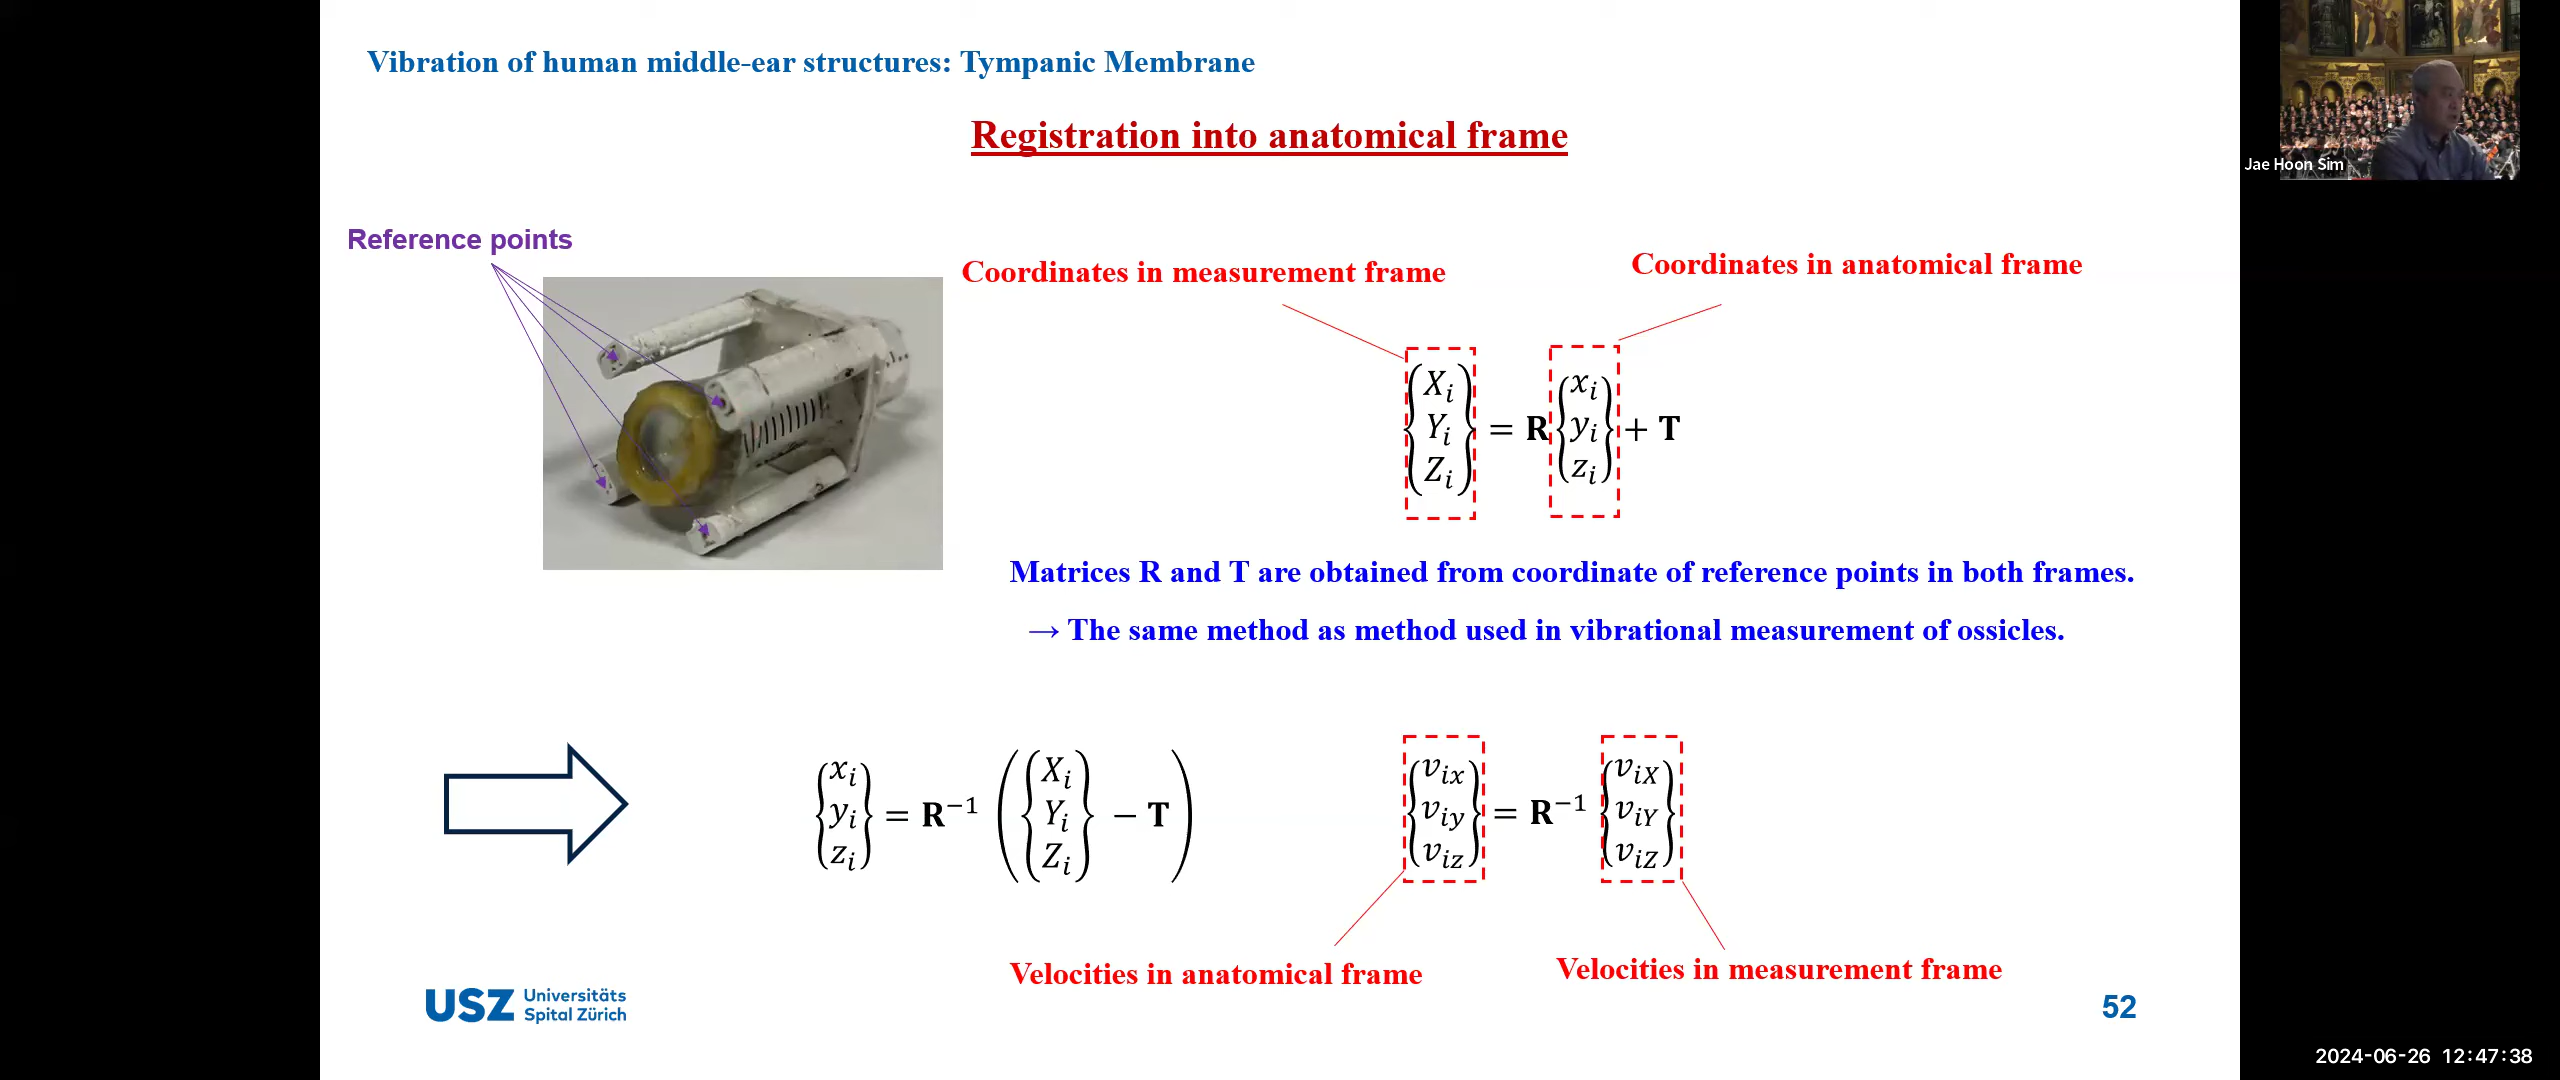 Vibration of human middle-ear structures: Tympanic Membrane
Registration into anatomical frame
Jae Hoon Sim
Reference points
Coordinates in measurement frame
Coordinates in anatomical frame
{X_i Y_i Z_i} = R {x_i y_i z_i} + T
Matrices R and T are obtained from coordinate of reference points in both frames.
→ The same method as method used in vibrational measurement of ossicles.
{x_i y_i z_i} = R⁻¹ ({X_i Y_i Z_i} − T)
{v_ix v_iy v_iz} = R⁻¹ {v_iX v_iY v_iZ}
Velocities in anatomical frame
Velocities in measurement frame
USZ Universitäts
Spital Zürich
52
2024-06-26 12:47:38